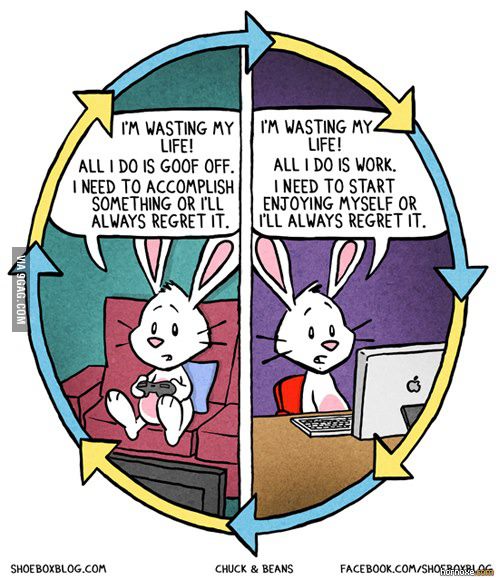 I'M WASTING MY
LIFE!
ALL I DO IS GOOF OFF.
I NEED TO ACCOMPLISH
SOMETHING OR I'LL
ALWAYS REGRET IT.
I'M WASTING MY
LIFE!
ALL I DO IS WORK.
I NEED TO START
ENJOYING MYSELF OR
I'LL ALWAYS REGRET IT.
VIA 9GAG.COM
SHOEBOXBLOG.COM
CHUCK & BEANS
FACEBOOK.COM/SHOEBOXBLOG